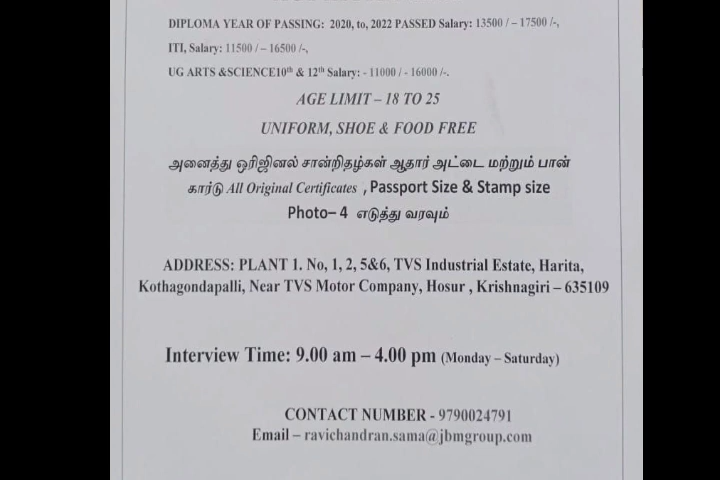 DIPLOMA YEAR OF PASSING: 2020, to, 2022 PASSED Salary: 13500 / – 17500 /-,
ITI, Salary: 11500 / – 16500 /-,
UG ARTS &SCIENCE10th & 12th Salary: - 11000 / - 16000 /-.
AGE LIMIT – 18 TO 25
UNIFORM, SHOE & FOOD FREE
அனைத்து ஒரிஜினல் சான்றிதழ்கள் ஆதார் அட்டை மற்றும் பான்
கார்டு All Original Certificates , Passport Size & Stamp size
Photo– 4 எடுத்து வரவும்
ADDRESS: PLANT 1. No, 1, 2, 5&6, TVS Industrial Estate, Harita,
Kothagondapalli, Near TVS Motor Company, Hosur , Krishnagiri – 635109
Interview Time: 9.00 am – 4.00 pm (Monday – Saturday)
CONTACT NUMBER - 9790024791
Email – ravichandran.sama@jbmgroup.com